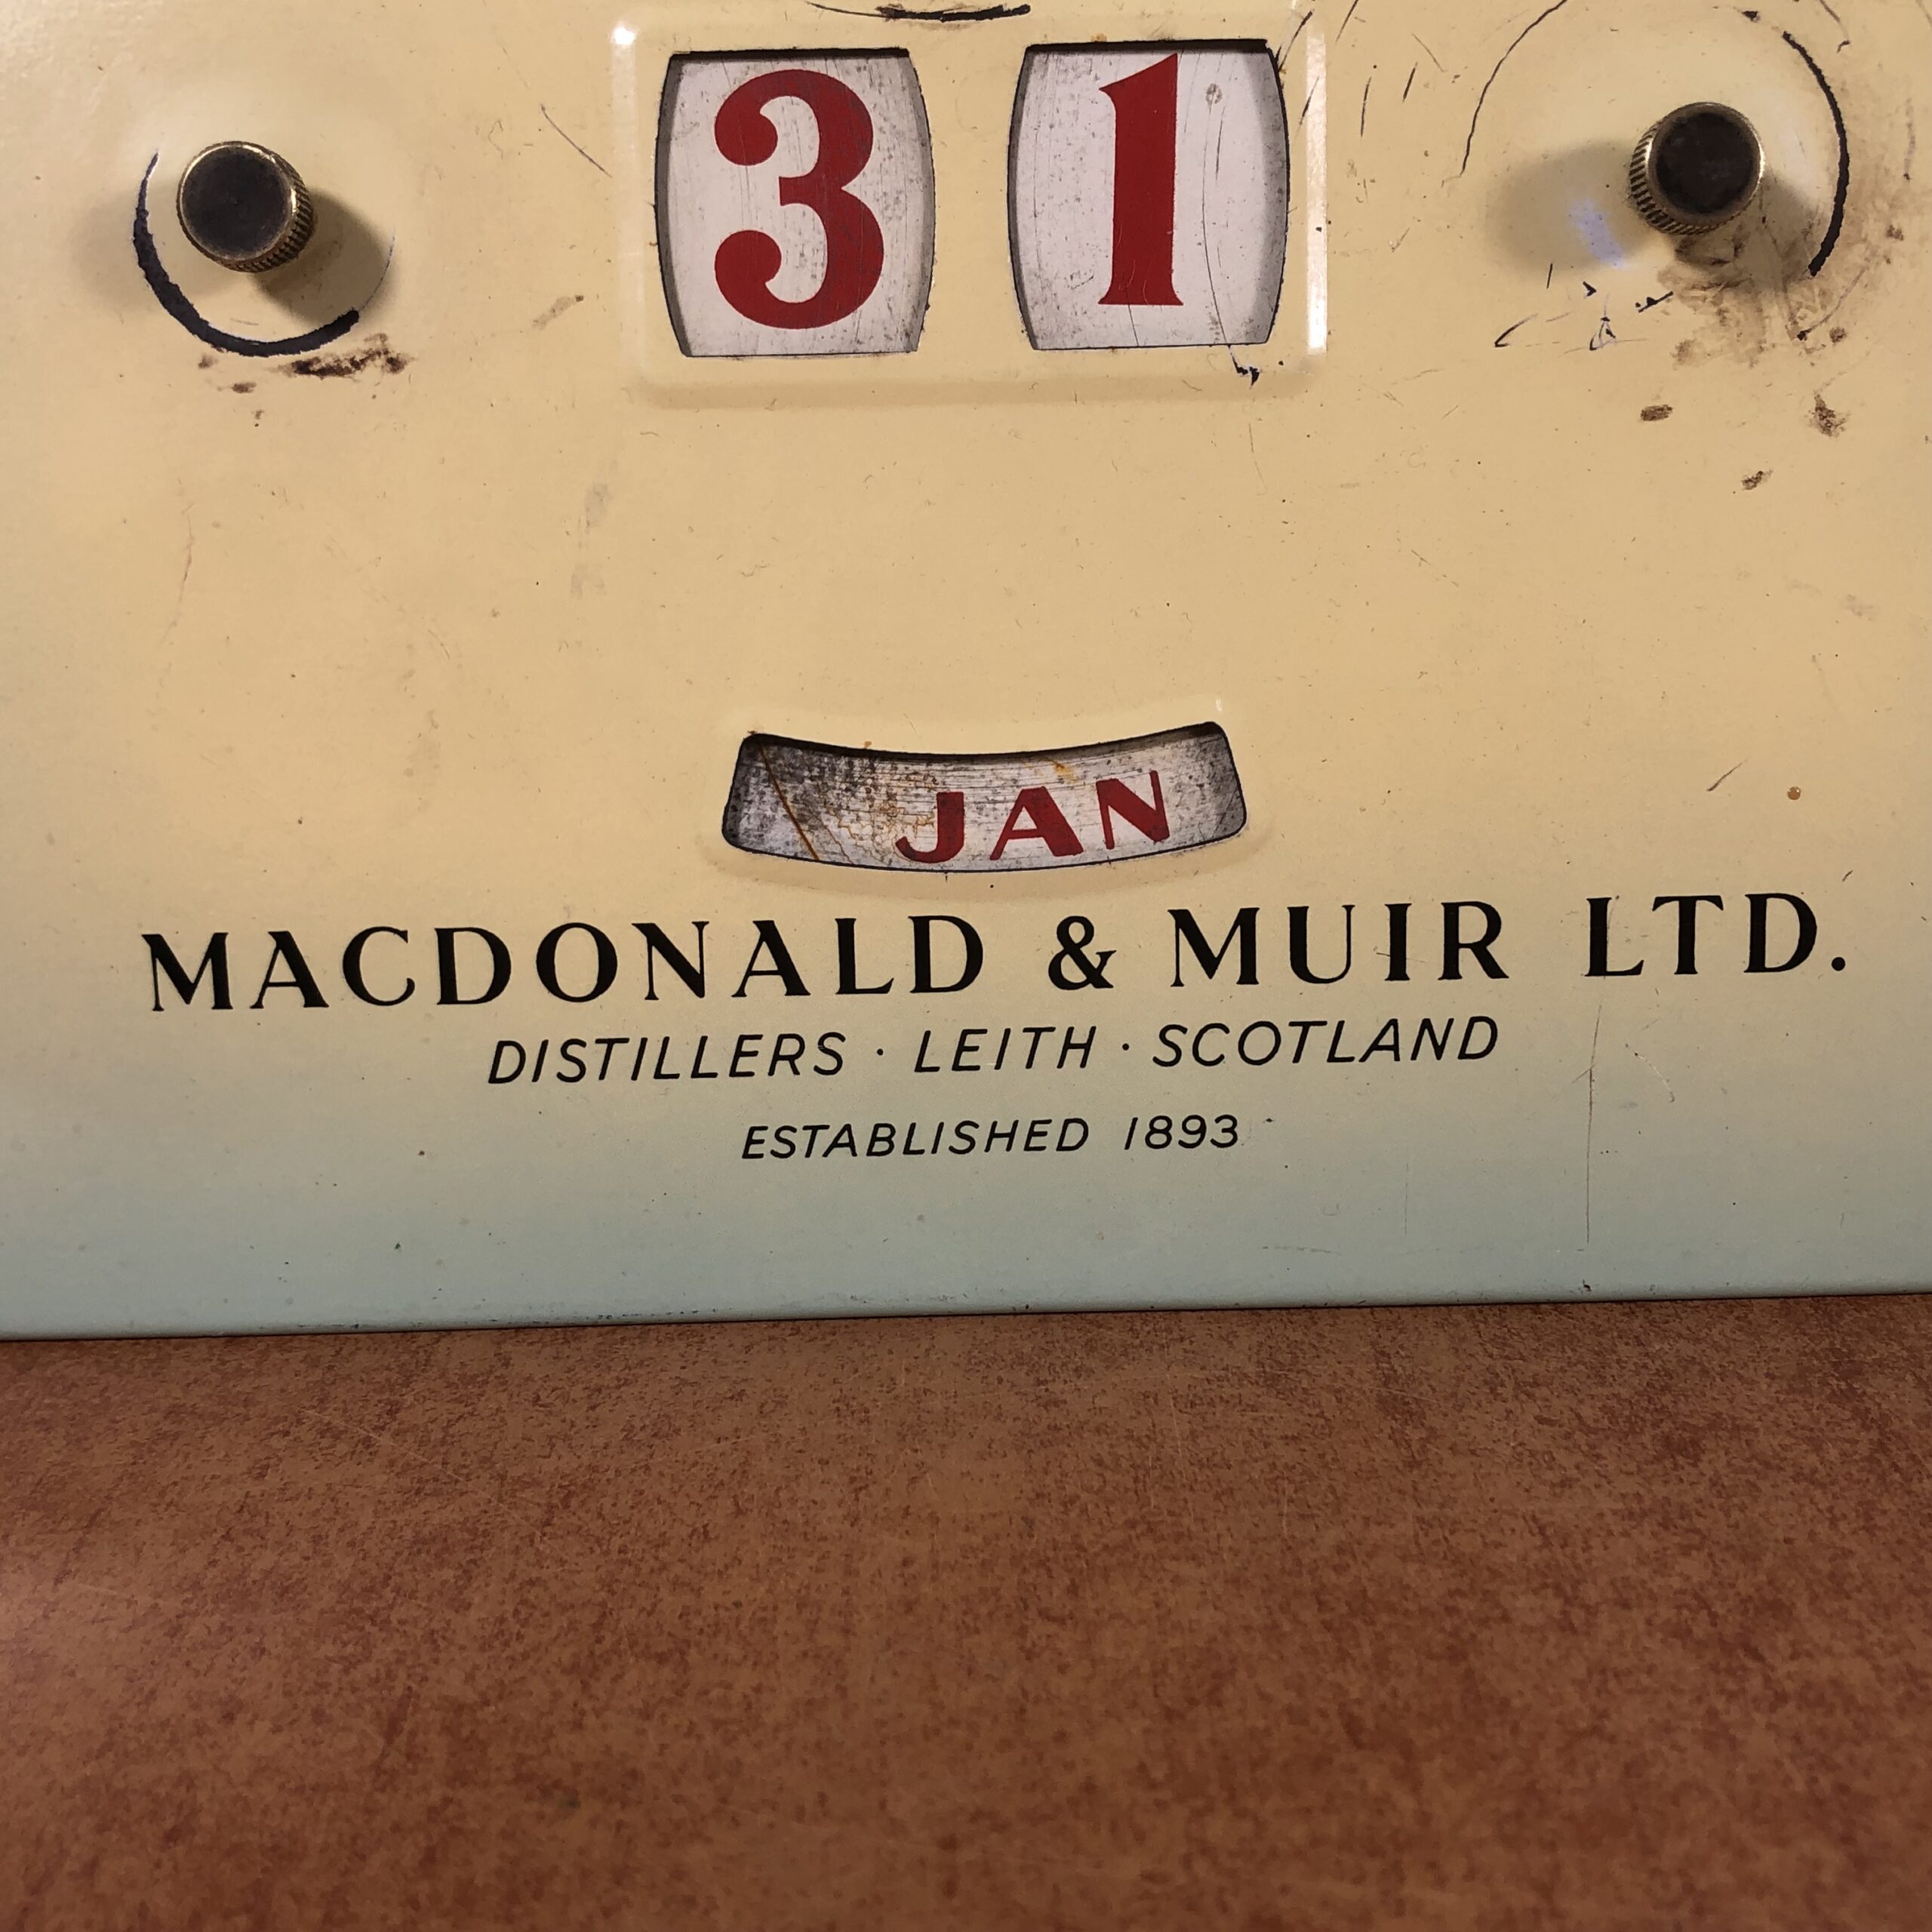 31
JAN
MACDONALD & MUIR LTD.
DISTILLERS · LEITH · SCOTLAND
ESTABLISHED 1893